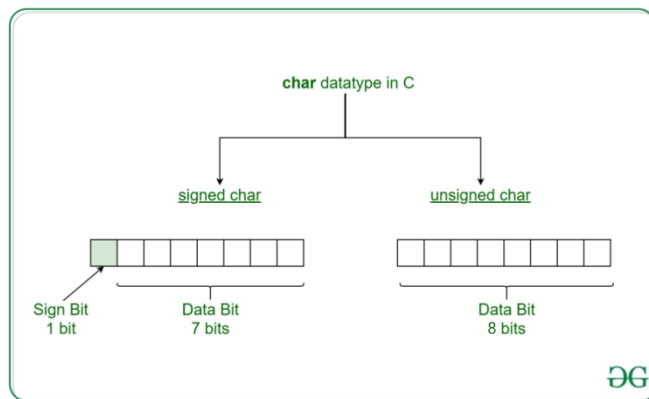 char datatype in C
signed char
unsigned char
Sign Bit
1 bit
Data Bit
7 bits
Data Bit
8 bits